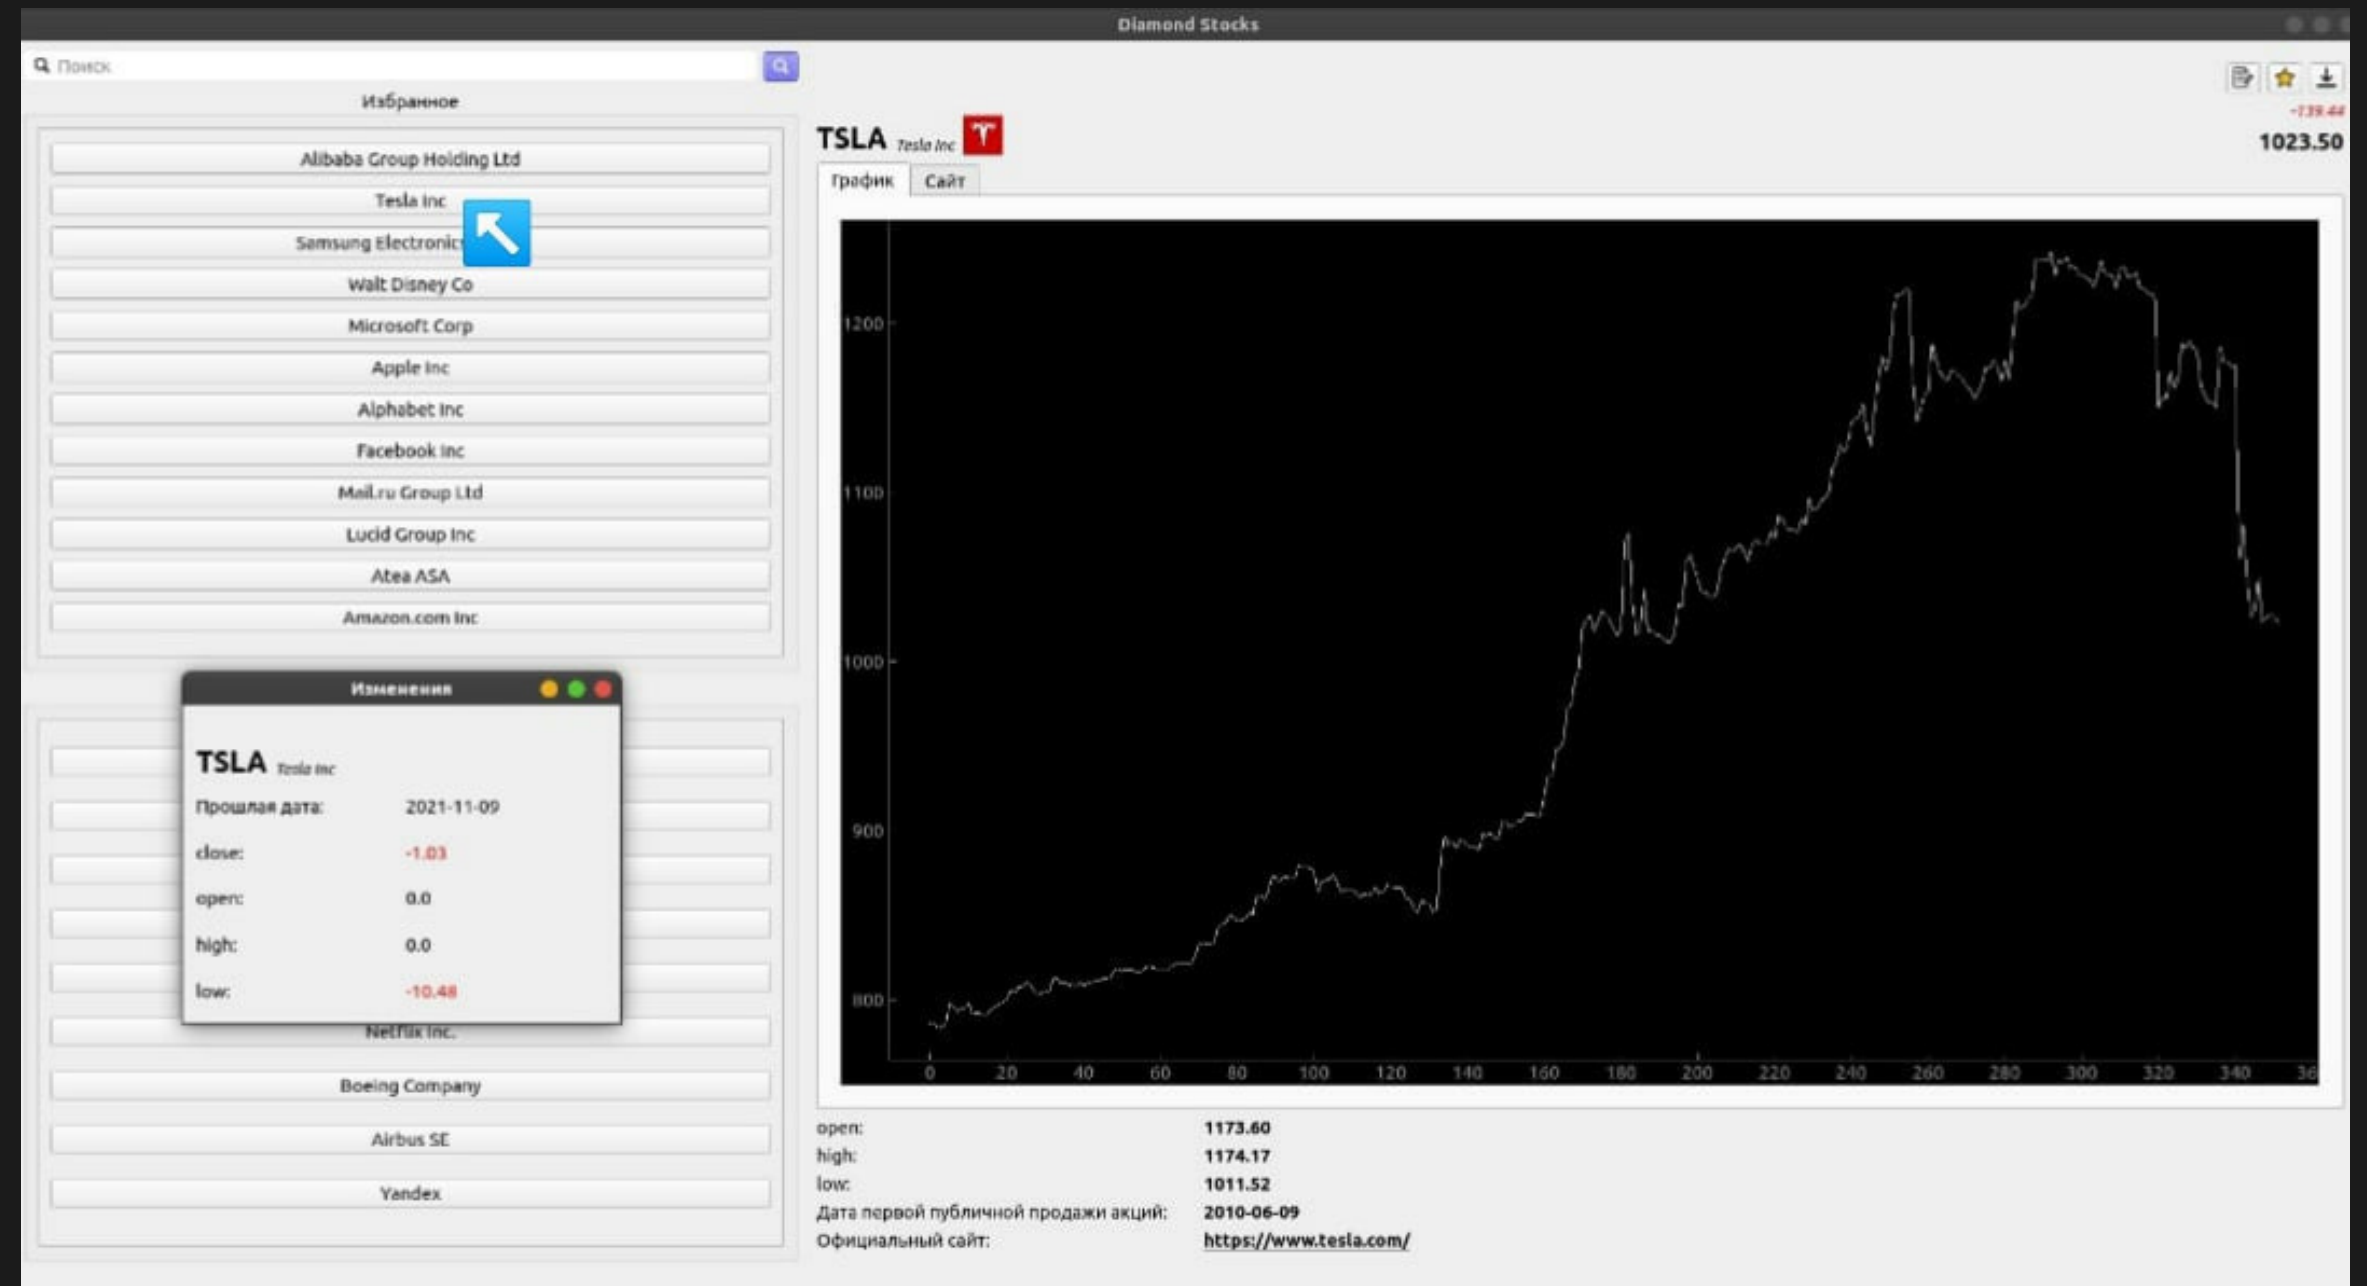 Diamond Stocks
Поиск
Избранное
Alibaba Group Holding Ltd
Tesla Inc
Samsung Electronic
Walt Disney Co
Microsoft Corp
Apple Inc
Alphabet Inc
Facebook Inc
Mail.ru Group Ltd
Lucid Group Inc
Atea ASA
Amazon.com Inc
Изменения
TSLA Tesla Inc
Прошлая дата: 2021-11-09
close: -1.03
open: 0.0
high: 0.0
low: -10.48
Netflix Inc.
Boeing Company
Airbus SE
Yandex
-139.44
TSLA Tesla Inc
1023.50
График Сайт
1200
1100
1000
900
800
0 20 40 60 80 100 120 140 160 180 200 220 240 260 280 300 320 340 36
open: 1173.60
high: 1174.17
low: 1011.52
Дата первой публичной продажи акций: 2010-06-09
Официальный сайт: https://www.tesla.com/